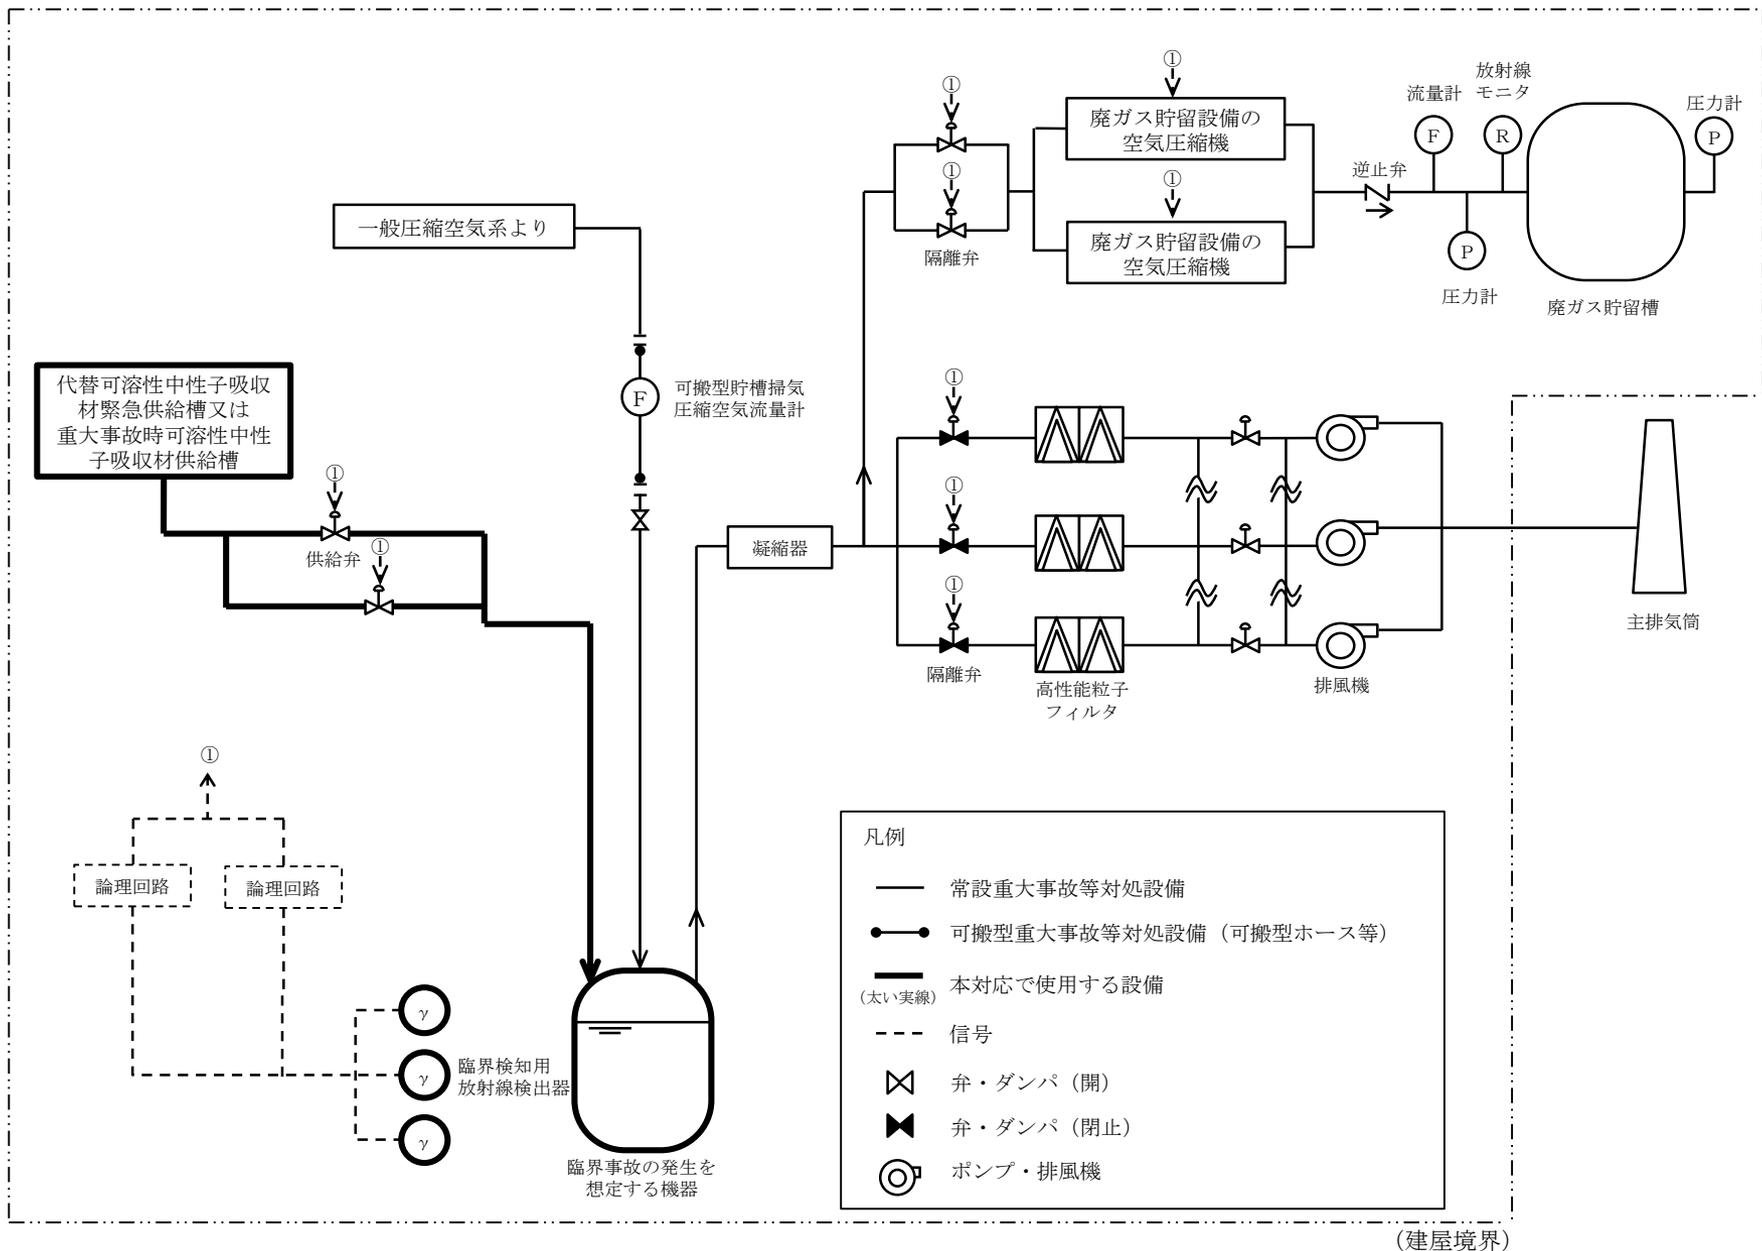 ①
①
廃ガス貯留設備の
空気圧縮機
①
隔離弁
①
廃ガス貯留設備の
空気圧縮機
逆止弁
流量計
F
放射線
モニタ
R
P
圧力計
廃ガス貯留槽
圧力計
P
一般圧縮空気系より
F
可搬型貯槽掃気
圧縮空気流量計
代替可溶性中性子吸収
材緊急供給槽又は
重大事故時可溶性中性
子吸収材供給槽
①
供給弁
①
凝縮器
①
①
①
隔離弁
高性能粒子
フィルタ
排風機
主排気筒
①
論理回路
論理回路
γ
γ
γ
臨界検知用
放射線検出器
臨界事故の発生を
想定する機器
凡例
常設重大事故等対処設備
可搬型重大事故等対処設備（可搬型ホース等）
本対応で使用する設備
（太い実線）
信号
弁・ダンパ（開）
弁・ダンパ（閉止）
ポンプ・排風機
（建屋境界）